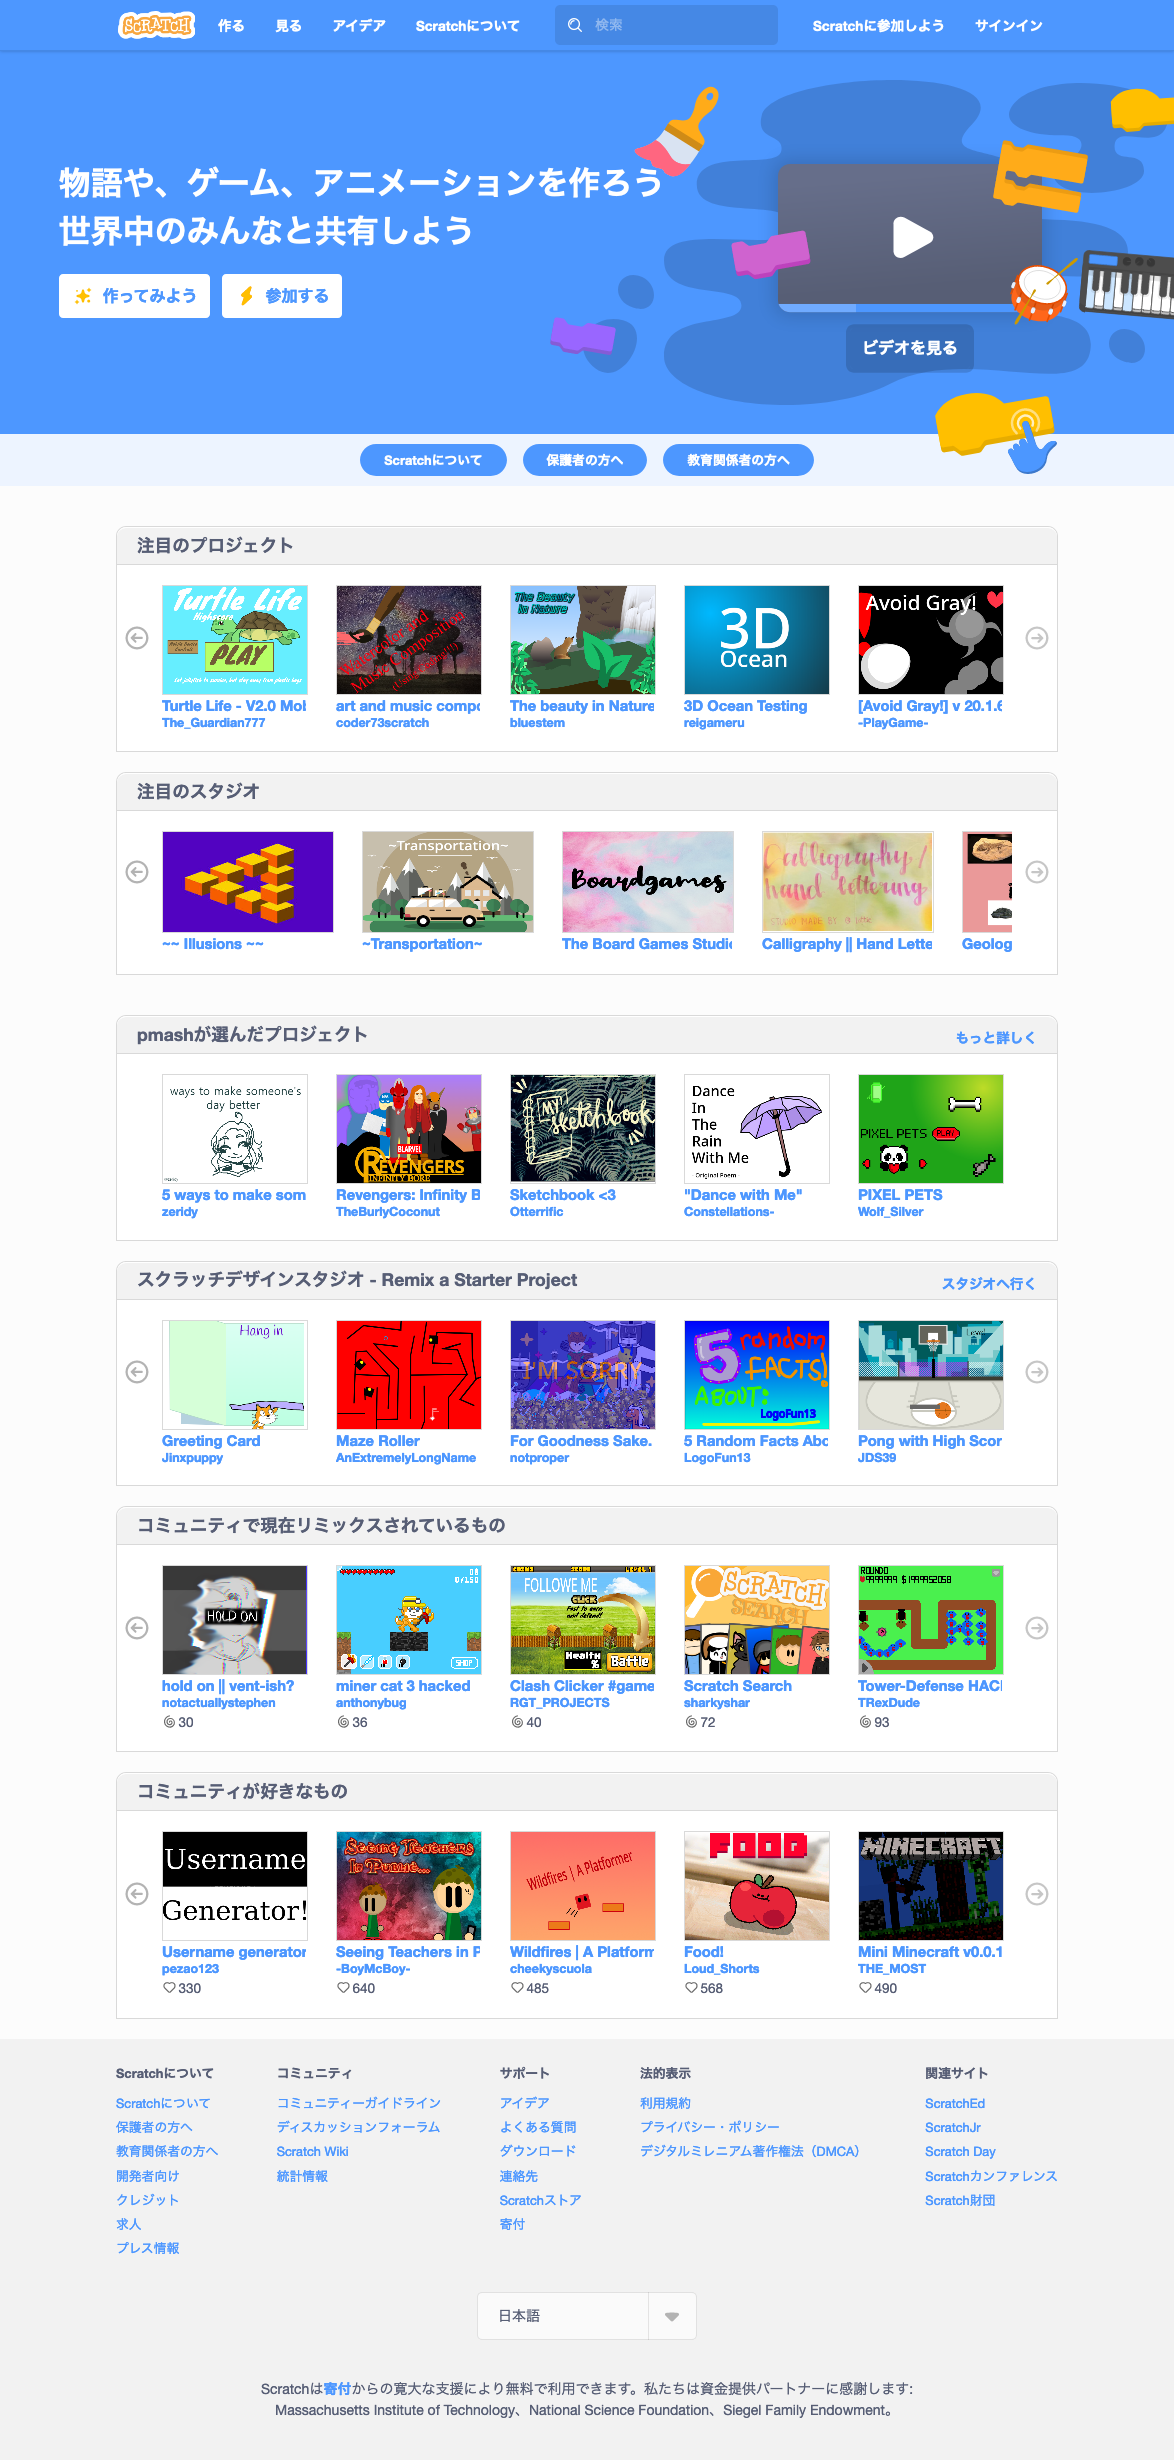 SCRATCH
作る
見る
アイデア
Scratchについて
検索
Scratchに参加しよう
サインイン
物語や、ゲーム、アニメーションを作ろう
世界中のみんなと共有しよう
作ってみよう
参加する
ビデオを見る
Scratchについて
保護者の方へ
教育関係者の方へ
注目のプロジェクト
Turtle Life
Highscore
PLAY
Watercolor and
Music Composition
The Beauty
In Nature
3D
Ocean
Avoid Gray!
Turtle Life - V2.0 Mob
The_Guardian777
art and music compo
coder73scratch
The beauty in Nature
bluestem
3D Ocean Testing
reigameru
[Avoid Gray!] v 20.1.6
-PlayGame-
注目のスタジオ
~Transportation~
Boardgames
Calligraphy /
hand lettering
~~ Illusions ~~
~Transportation~
The Board Games Studio
Calligraphy || Hand Lette
Geolog
pmashが選んだプロジェクト
もっと詳しく
ways to make someone's
day better
BLARVEL
REVENGERS
INFINITY BORE
MY
sketchbook
Dance
In
The
Rain
With Me
- Original Poem -
PIXEL PETS
PLAY
5 ways to make som
zeridy
Revengers: Infinity B
TheBurlyCoconut
Sketchbook <3
Otterrific
"Dance with Me"
Constellations-
PIXEL PETS
Wolf_Silver
スクラッチデザインスタジオ - Remix a Starter Project
スタジオへ行く
Hang in
I'M SORRY
5 random
FACTS!
ABOUT:
LogoFun13
Level
Greeting Card
Jinxpuppy
Maze Roller
AnExtremelyLongName
For Goodness Sake.
notproper
5 Random Facts Abo
LogoFun13
Pong with High Scor
JDS39
コミュニティで現在リミックスされているもの
HOLD ON
SHOP
FOLLOWE ME
CLICK
Health
%
Battle
SCRATCH
SEARCH
hold on || vent-ish?
notactuallystephen
30
miner cat 3 hacked
anthonybug
36
Clash Clicker #game
RGT_PROJECTS
40
Scratch Search
sharkyshar
72
Tower-Defense HACK
TRexDude
93
コミュニティが好きなもの
Username
Generator!
Seeing Teachers
In Public...
Wildfires | A Platformer
FOOD
MINECRAFT
Username generator
pezao123
330
Seeing Teachers in P
-BoyMcBoy-
640
Wildfires | A Platform
cheekyscuola
485
Food!
Loud_Shorts
568
Mini Minecraft v0.0.1
THE_MOST
490
Scratchについて
Scratchについて
保護者の方へ
教育関係者の方へ
開発者向け
クレジット
求人
プレス情報
コミュニティ
コミュニティーガイドライン
ディスカッションフォーラム
Scratch Wiki
統計情報
サポート
アイデア
よくある質問
ダウンロード
連絡先
Scratchストア
寄付
法的表示
利用規約
プライバシー・ポリシー
デジタルミレニアム著作権法（DMCA）
関連サイト
ScratchEd
ScratchJr
Scratch Day
Scratchカンファレンス
Scratch財団
日本語
Scratchは寄付からの寛大な支援により無料で利用できます。私たちは資金提供パートナーに感謝します:
Massachusetts Institute of Technology、National Science Foundation、Siegel Family Endowment。